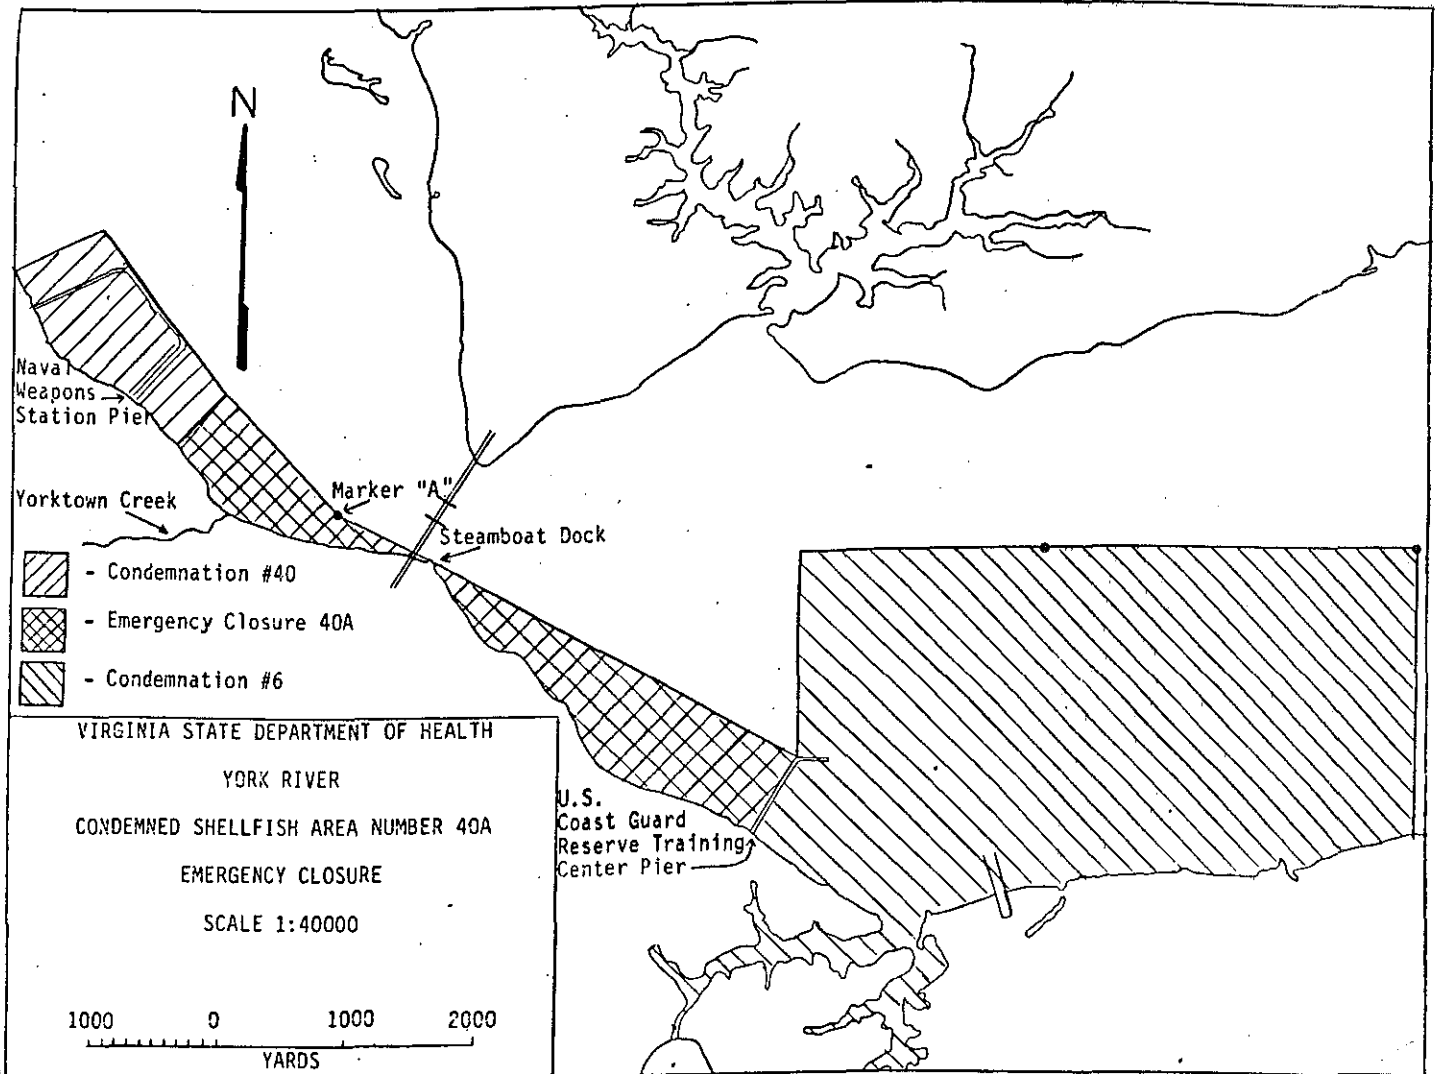 N
Naval
Weapons
Station Pier
Marker "A"
Yorktown Creek
Steamboat Dock
- Condemnation #40
- Emergency Closure 40A
- Condemnation #6
VIRGINIA STATE DEPARTMENT OF HEALTH
YORK RIVER
CONDEMNED SHELLFISH AREA NUMBER 40A
EMERGENCY CLOSURE
SCALE 1:40000
1000 0 1000 2000
YARDS
U.S.
Coast Guard
Reserve Training
Center Pier